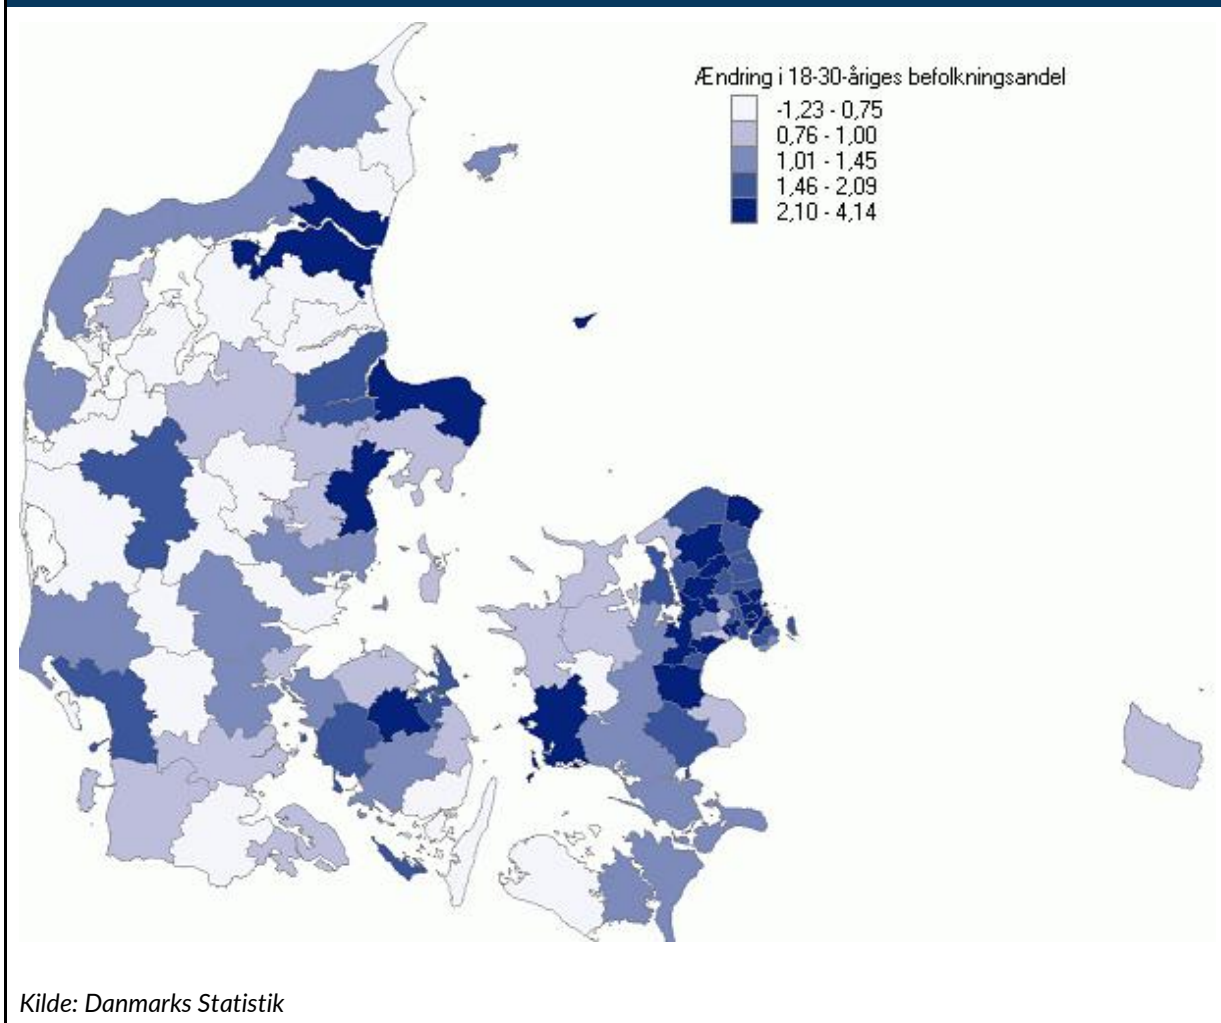 Ændring i 18-30-åriges befolkningsandel
-1,23 - 0,75
0,76 - 1,00
1,01 - 1,45
1,46 - 2,09
2,10 - 4,14
Kilde: Danmarks Statistik